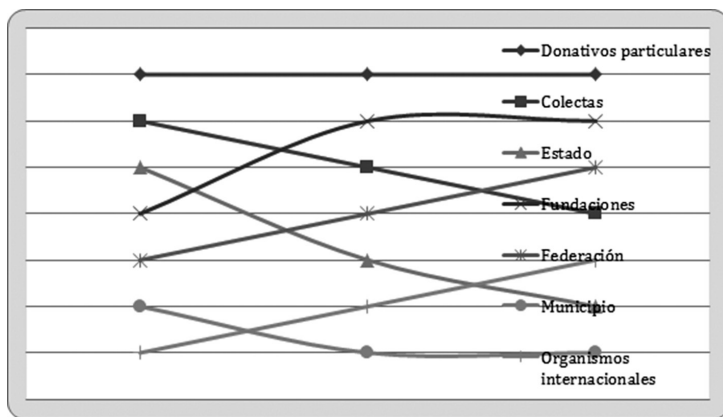 Donativos particulares
Colectas
Estado
Fundaciones
Federación
Municipio
Organismos
internacionales